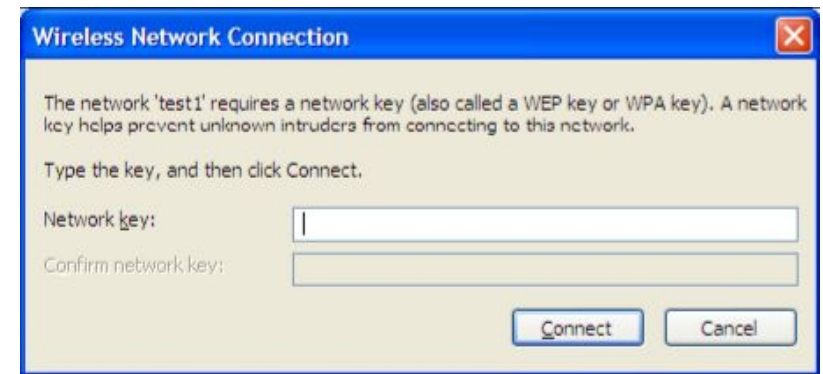 Wireless Network Connection
The network 'test1' requires a network key (also called a WEP key or WPA key). A network
key helps prevent unknown intruders from connecting to this network.
Type the key, and then click Connect.
Network key:
Confirm network key:
Connect Cancel